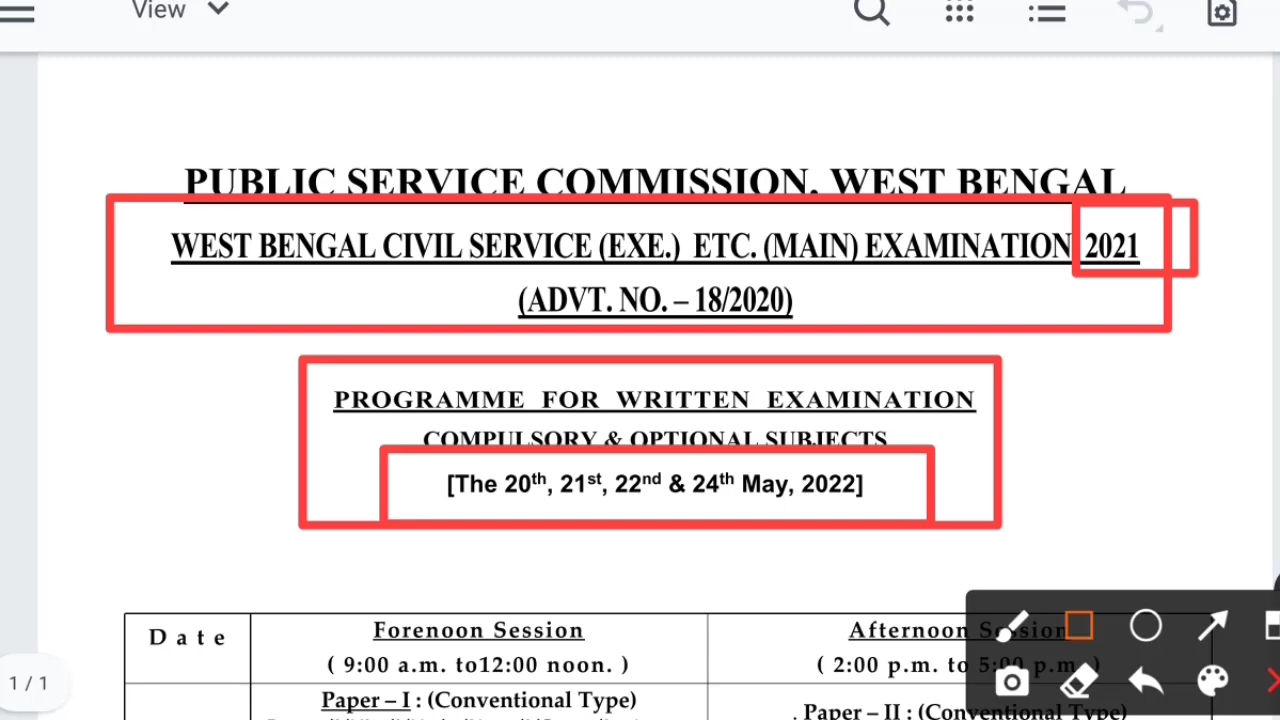 View
PUBLIC SERVICE COMMISSION, WEST BENGAL
WEST BENGAL CIVIL SERVICE (EXE.) ETC. (MAIN) EXAMINATION 2021
(ADVT. NO. – 18/2020)
PROGRAMME FOR WRITTEN EXAMINATION
COMPULSORY & OPTIONAL SUBJECTS
[The 20th, 21st, 22nd & 24th May, 2022]
Date
Forenoon Session
Afternoon Session
( 9:00 a.m. to12:00 noon. )
( 2:00 p.m. to 5:00 p.m. )
1 / 1
Paper – I : (Conventional Type)
. Paper – II : (Conventional Type)